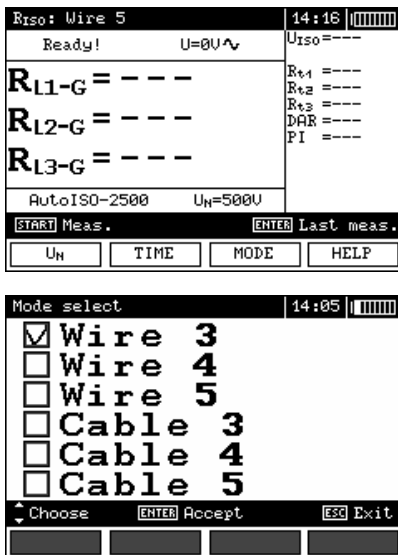 RISO: Wire 5 14:16
Ready! U=0V
UISO=---
RL1-G= - - -
Rt1 =---
Rt2 =---
RL2-G= - - -
Rt3 =---
DAR =---
PI =---
RL3-G= - - -
AutoISO-2500 UN=500V
START Meas. ENTER Last meas.
UN TIME MODE HELP
Mode select 14:05
Wire 3
Wire 4
Wire 5
Cable 3
Cable 4
Cable 5
Choose ENTER Accept ESC Exit